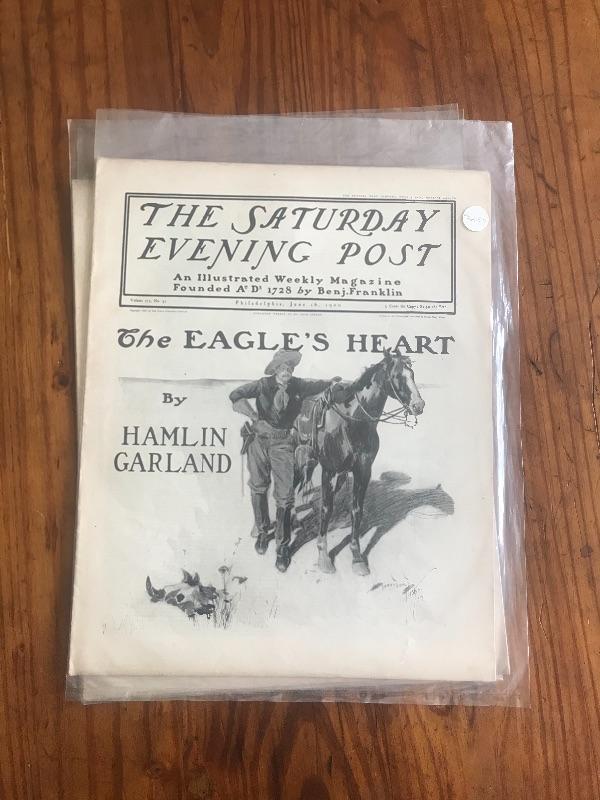 THE SATURDAY
EVENING POST
An Illustrated Weekly Magazine
Founded Aº Dⁱ 1728 by Benj. Franklin
Philadelphia, June 16, 1900
The EAGLE'S HEART
By
HAMLIN
GARLAND